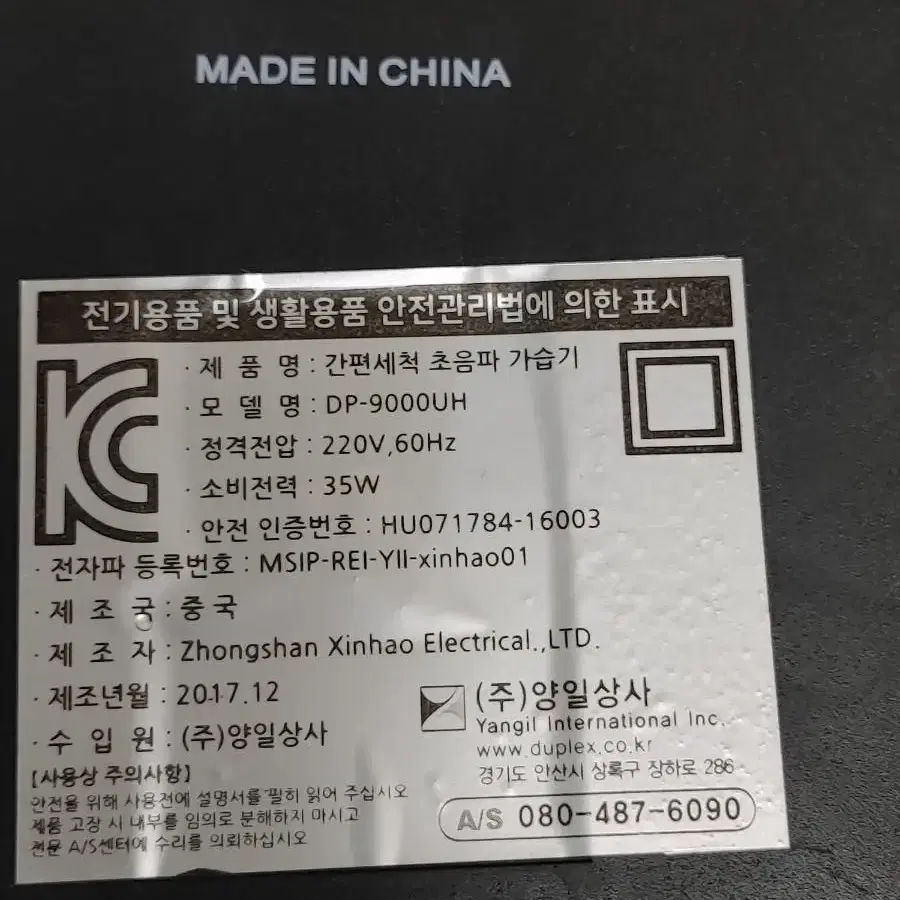 MADE IN CHINA
전기용품 및 생활용품 안전관리법에 의한 표시
· 제 품 명 : 간편세척 초음파 가습기
· 모 델 명 : DP-9000UH
· 정격전압 : 220V,60Hz
· 소비전력 : 35W
· 안전 인증번호 : HU071784-16003
· 전자파 등록번호 : MSIP-REI-YII-xinhao01
· 제 조 국 : 중국
· 제 조 자 : Zhongshan Xinhao Electrical.,LTD.
· 제조년월 : 2017.12
· 수 입 원 : (주)양일상사
[사용상 주의사항]
안전을 위해 사용전에 설명서를 필히 읽어 주십시오
제품 고장 시 내부를 임의로 분해하지 마시고
전문 A/S센터에 수리를 의뢰하십시오
(주)양일상사
Yangil International Inc.
www.duplex.co.kr
경기도 안산시 상록구 장하로 286
A/S 080-487-6090